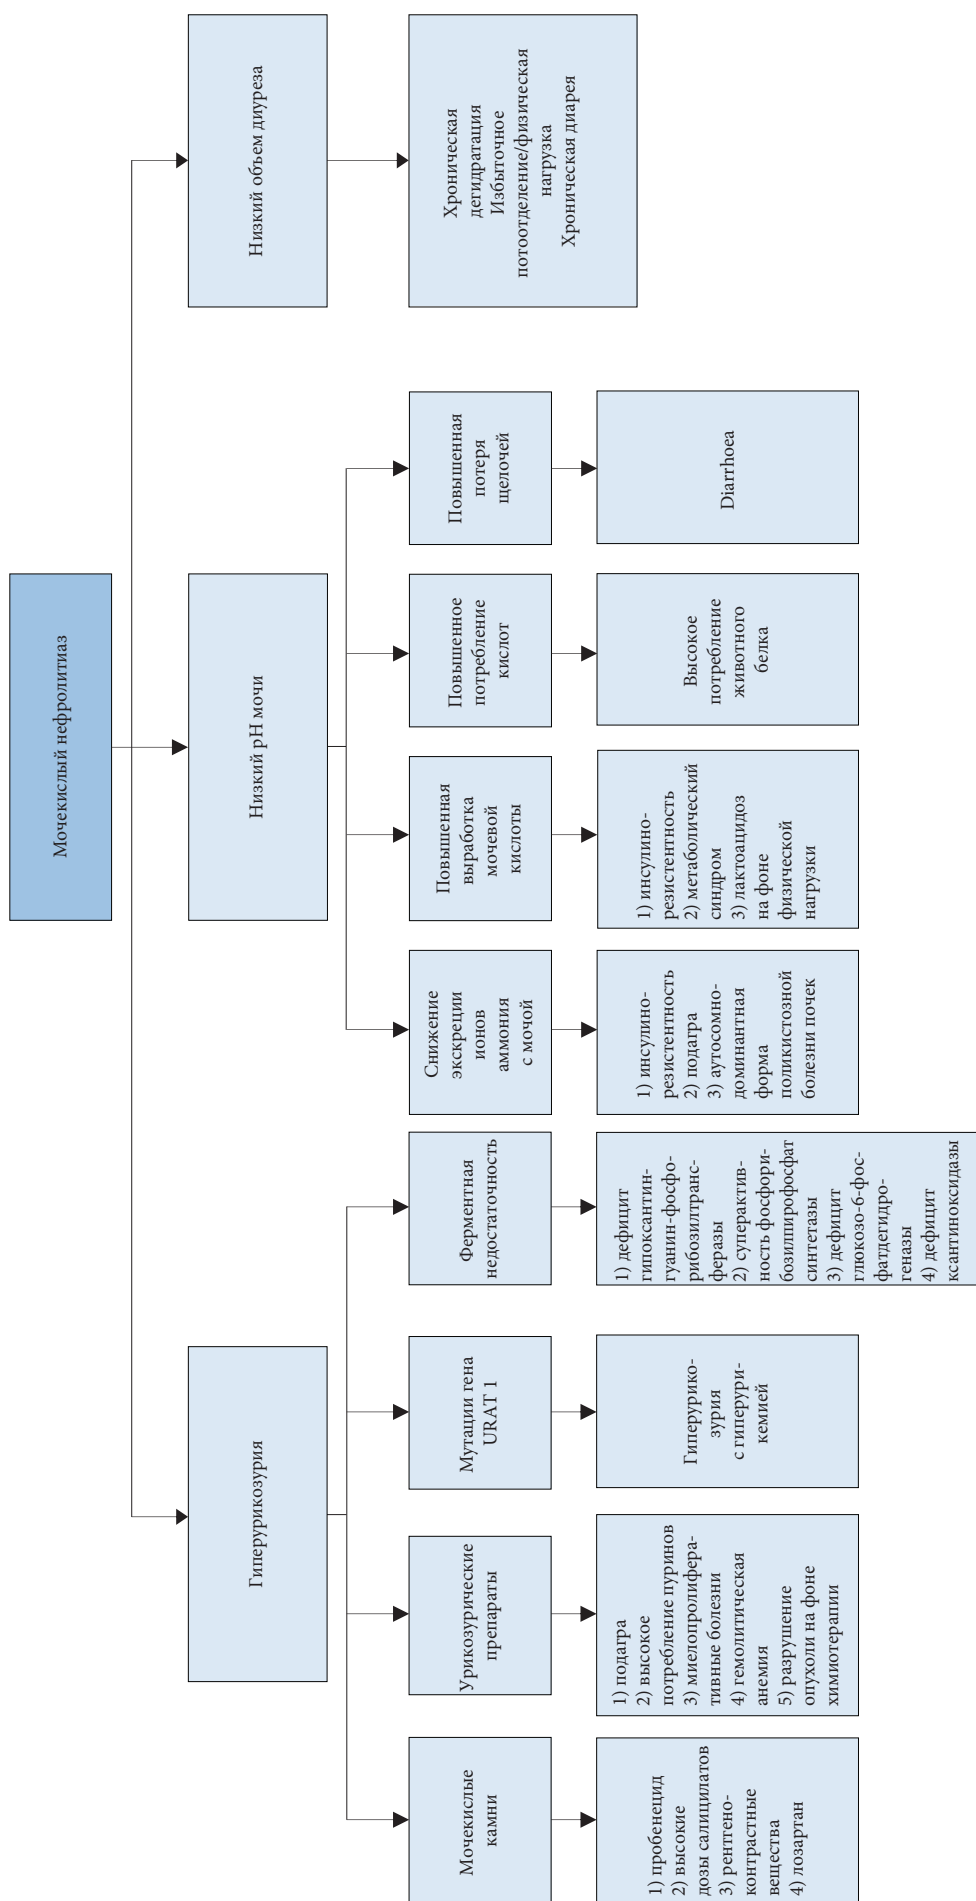 Мочекислый нефролитиаз
Гиперурикозурия
Низкий pH мочи
Низкий объем диуреза
Мочекислые
камни
Урикозурические
препараты
Мутации гена
URAT 1
Ферментная
недостаточность
Снижение
экскреции
ионов
аммония
с мочой
Повышенная
выработка
мочевой
кислоты
Повышенное
потребление
кислот
Повышенная
потеря
щелочей
Хроническая
дегидратация
Избыточное
потоотделение/физическая
нагрузка
Хроническая диарея
1) пробенецид
2) высокие
дозы салицилатов
3) рентгено-
контрастные
вещества
4) лозартан
1) подагра
2) высокое
потребление пуринов
3) миелопролифера-
тивные болезни
4) гемолитическая
анемия
5) разрушение
опухоли на фоне
химиотерапии
Гиперурико-
зурия
с гиперури-
кемией
1) дефицит
гипоксантин-
гуанин-фосфо-
рибозилтранс-
феразы
2) суперактив-
ность фосфори-
бозилпирофосфат
синтетазы
3) дефицит
глюкозо-6-фос-
фатдегидро-
геназы
4) дефицит
ксантиноксидазы
1) инсулино-
резистентность
2) подагра
3) аутосомно-
доминантная
форма
поликистозной
болезни почек
1) инсулино-
резистентность
2) метаболический
синдром
3) лактоацидоз
на фоне
физической
нагрузки
Высокое
потребление
животного
белка
Diarrhoea